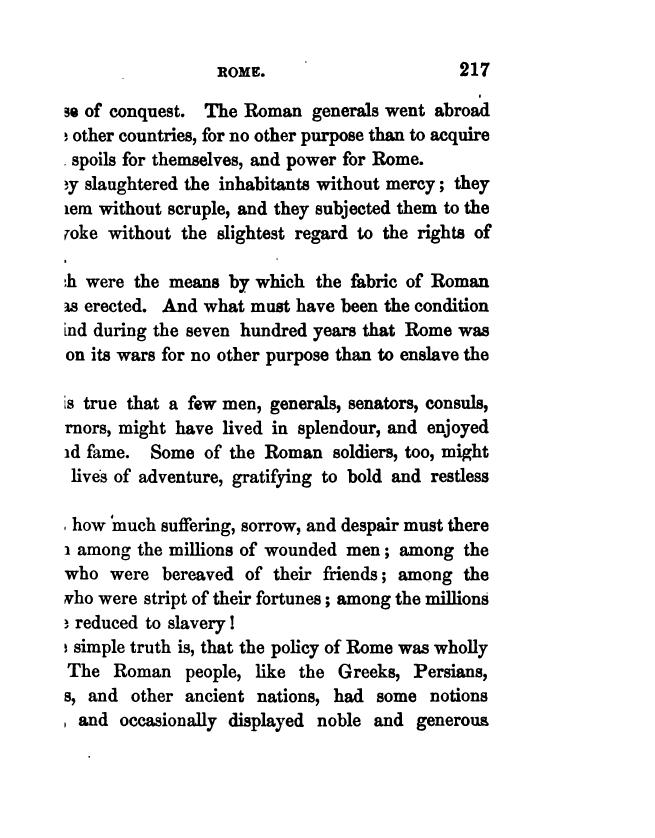 ROME. 217
of conquest. The Roman generals went abroad
other countries, for no other purpose than to acquire
spoils for themselves, and power for Rome.
slaughtered the inhabitants without mercy; they
without scruple, and they subjected them to the
without the slightest regard to the rights of
were the means by which the fabric of Roman
erected. And what must have been the condition
during the seven hundred years that Rome was
on its wars for no other purpose than to enslave the
true that a few men, generals, senators, consuls,
might have lived in splendour, and enjoyed
fame. Some of the Roman soldiers, too, might
lives of adventure, gratifying to bold and restless
how much suffering, sorrow, and despair must there
among the millions of wounded men; among the
who were bereaved of their friends; among the
who were stript of their fortunes; among the millions
reduced to slavery!
simple truth is, that the policy of Rome was wholly
The Roman people, like the Greeks, Persians,
and other ancient nations, had some notions
, and occasionally displayed noble and generous